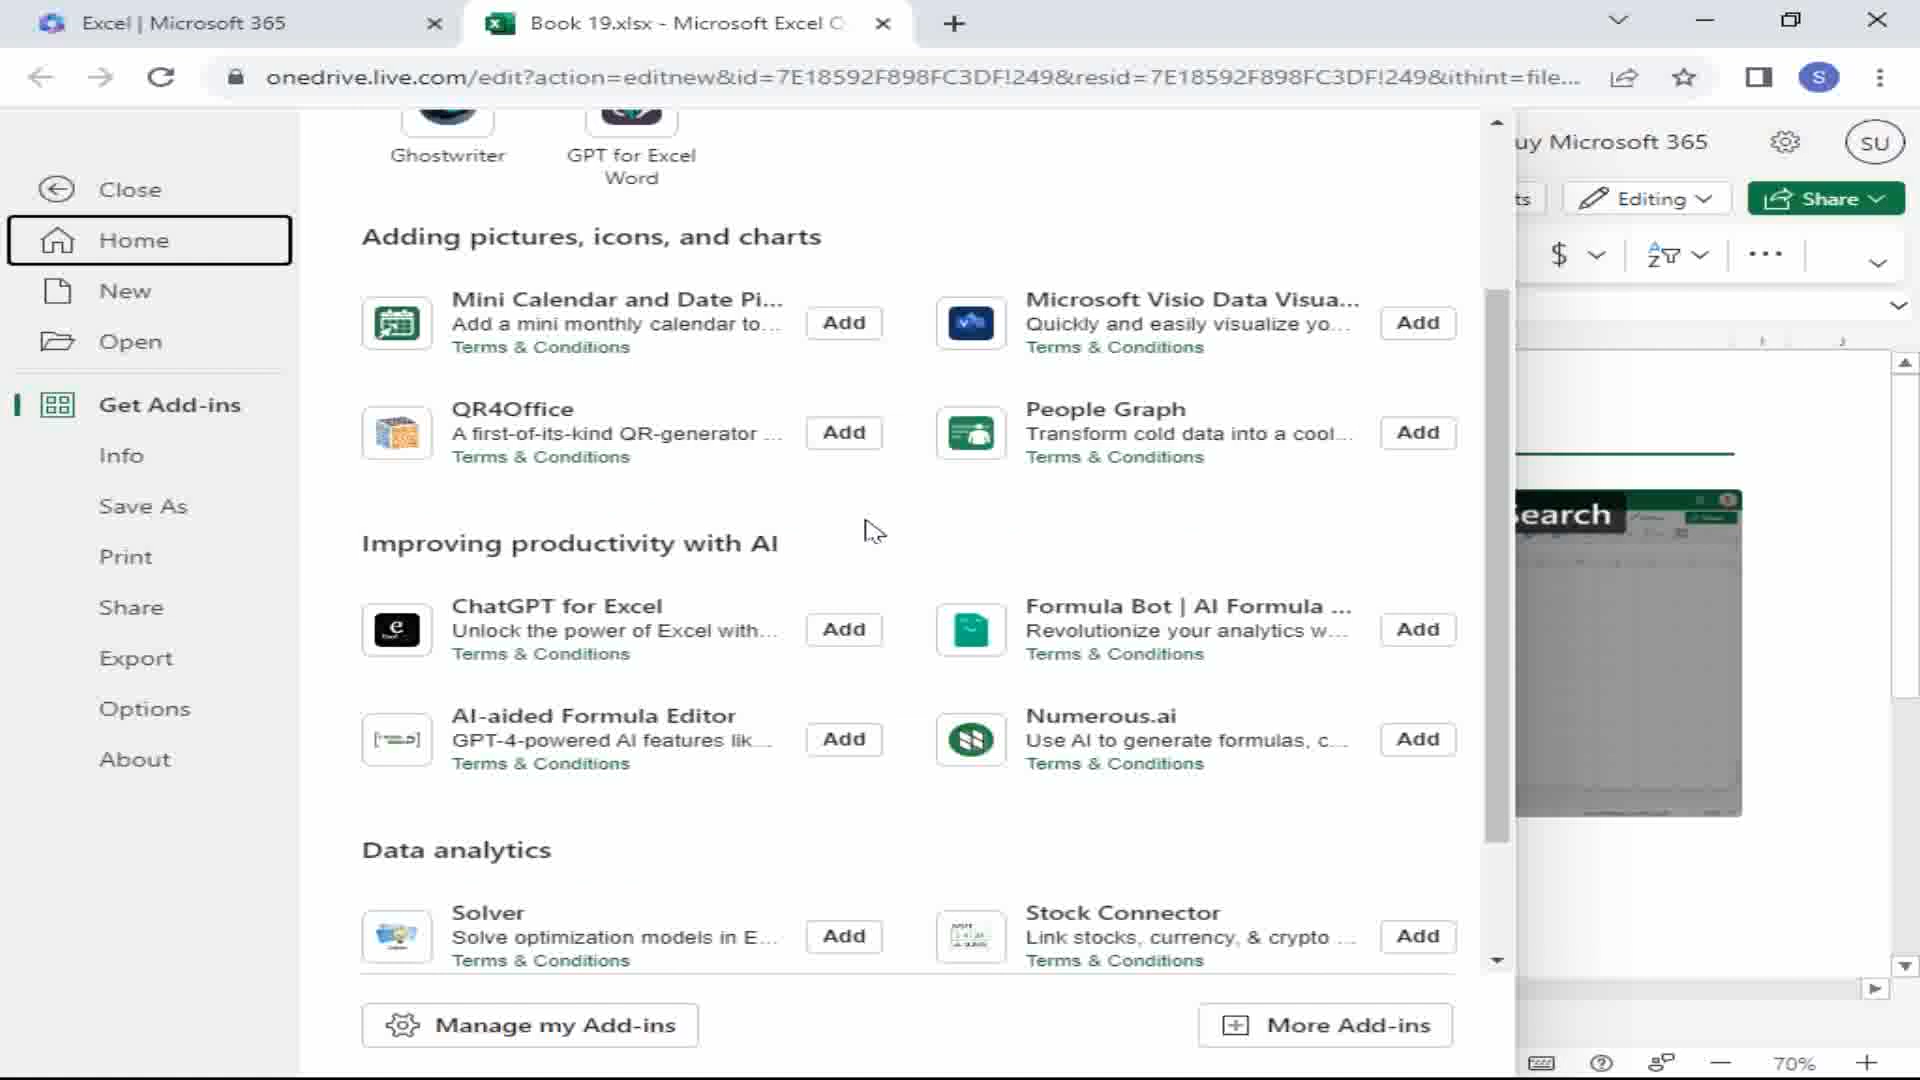 Excel | Microsoft 365
Book 19.xlsx - Microsoft Excel O
onedrive.live.com/edit?action=editnew&id=7E18592F898FC3DF!249&resid=7E18592F898FC3DF!249&ithint=file...
S
uy Microsoft 365
SU
ts
Editing
Share
$
Close
Home
New
Open
Get Add-ins
Info
Save As
Print
Share
Export
Options
About
Ghostwriter
GPT for Excel
Word
Adding pictures, icons, and charts
Mini Calendar and Date Pi...
Add a mini monthly calendar to...
Terms & Conditions
Add
Microsoft Visio Data Visua...
Quickly and easily visualize yo...
Terms & Conditions
Add
QR4Office
A first-of-its-kind QR-generator ...
Terms & Conditions
Add
People Graph
Transform cold data into a cool...
Terms & Conditions
Add
Improving productivity with AI
ChatGPT for Excel
Unlock the power of Excel with...
Terms & Conditions
Add
Formula Bot | AI Formula ...
Revolutionize your analytics w...
Terms & Conditions
Add
AI-aided Formula Editor
GPT-4-powered AI features lik...
Terms & Conditions
Add
Numerous.ai
Use AI to generate formulas, c...
Terms & Conditions
Add
Data analytics
Solver
Solve optimization models in E...
Terms & Conditions
Add
Stock Connector
Link stocks, currency, & crypto ...
Terms & Conditions
Add
Manage my Add-ins
More Add-ins
Search
70%